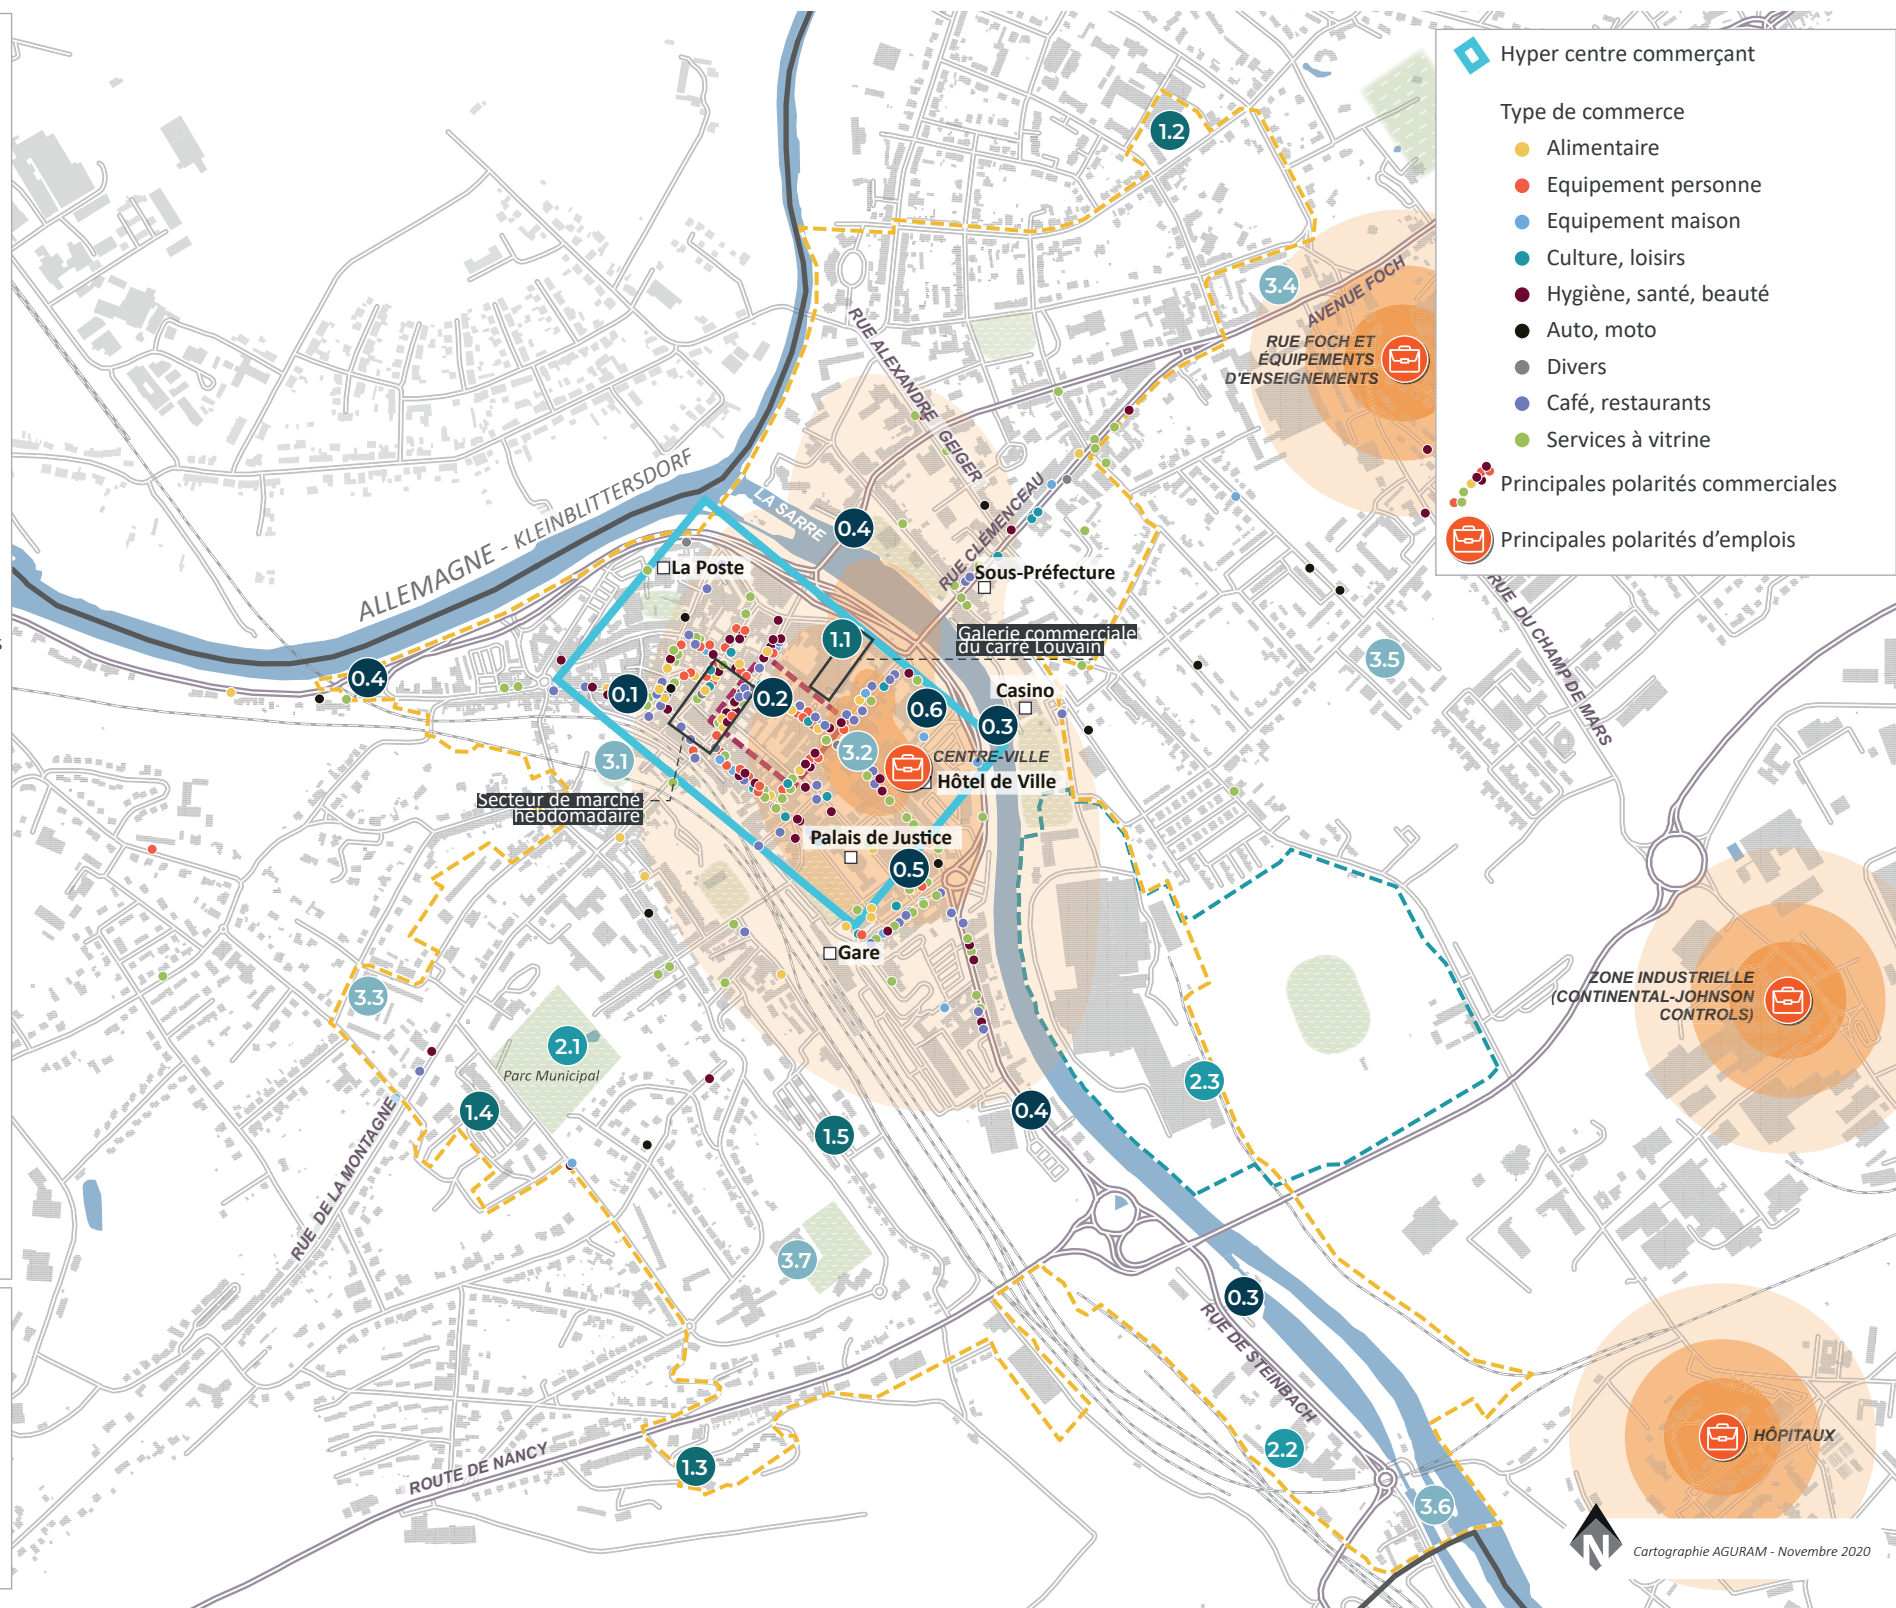 Hyper centre commerçant
Type de commerce
Alimentaire
Equipement personne
Equipement maison
Culture, loisirs
Hygiène, santé, beauté
Auto, moto
Divers
Café, restaurants
Services à vitrine
Principales polarités commerciales
Principales polarités d'emplois
1.2
3.4
AVENUE FOCH
RUE FOCH ET
ÉQUIPEMENTS
D'ENSEIGNEMENTS
RUE ALEXANDRE GEIGER
ALLEMAGNE - KLEINBLITTERSDORF
LA SARRE
0.4
RUE CLÉMENCEAU
La Poste
Sous-Préfecture
1.1
Galerie commerciale
du carré Louvain
RUE DU CHAMP DE MARS
3.5
0.4
0.1
0.2
0.6
Casino
0.3
3.1
3.2
CENTRE-VILLE
Hôtel de Ville
Secteur de marché
hebdomadaire
Palais de Justice
0.5
Gare
3.3
2.1
Parc Municipal
ZONE INDUSTRIELLE
(CONTINENTAL-JOHNSON
CONTROLS)
2.3
1.4
0.4
1.5
RUE DE LA MONTAGNE
3.7
0.3
RUE DE STEINBACH
HÔPITAUX
2.2
ROUTE DE NANCY
1.3
3.6
N
Cartographie AGURAM - Novembre 2020